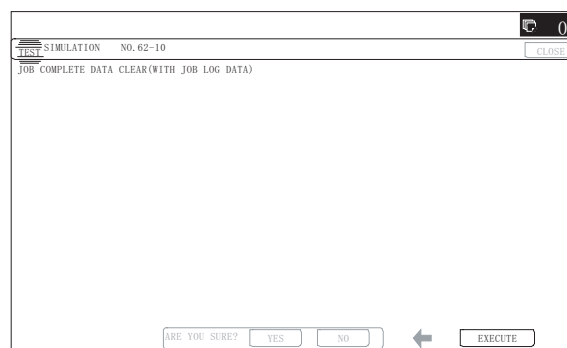 0
TEST SIMULATION NO.62-10
CLOSE
JOB COMPLETE DATA CLEAR(WITH JOB LOG DATA)
ARE YOU SURE? YES NO EXECUTE